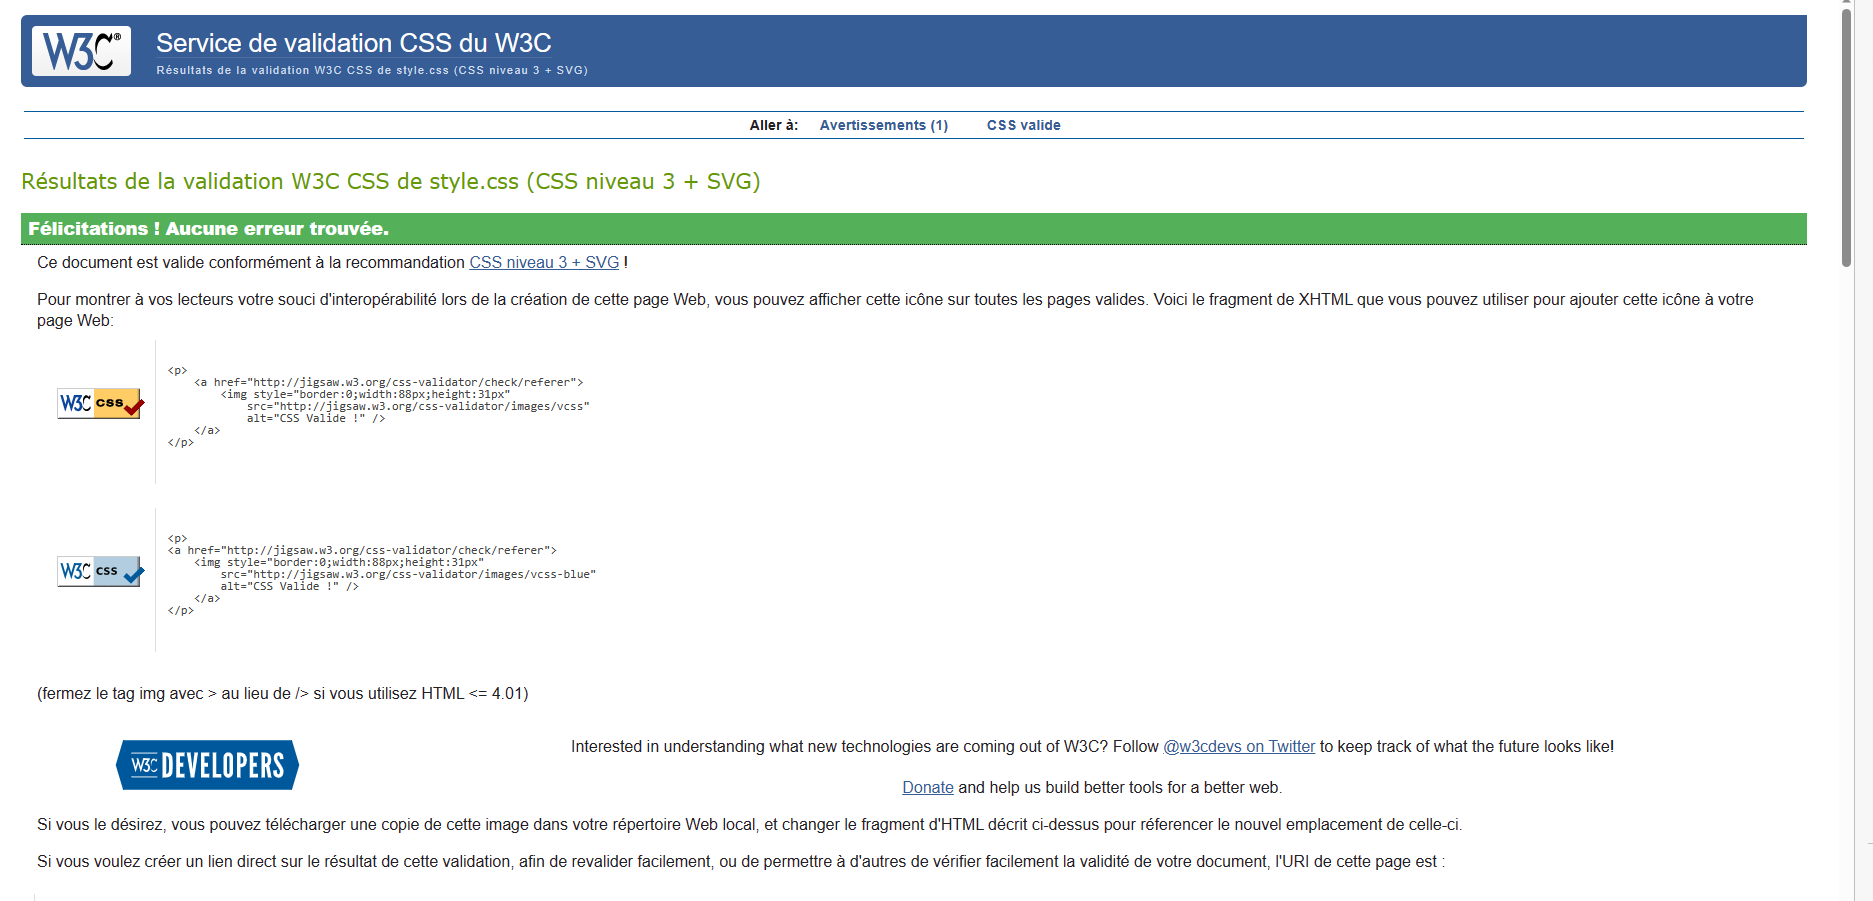 W3C®
Service de validation CSS du W3C
Résultats de la validation W3C CSS de style.css (CSS niveau 3 + SVG)
Aller à: Avertissements (1) CSS valide
Résultats de la validation W3C CSS de style.css (CSS niveau 3 + SVG)
Félicitations ! Aucune erreur trouvée.
Ce document est valide conformément à la recommandation CSS niveau 3 + SVG !
Pour montrer à vos lecteurs votre souci d'interopérabilité lors de la création de cette page Web, vous pouvez afficher cette icône sur toutes les pages valides. Voici le fragment de XHTML que vous pouvez utiliser pour ajouter cette icône à votre
page Web:
W3C css
<p>
    <a href="http://jigsaw.w3.org/css-validator/check/referer">
        <img style="border:0;width:88px;height:31px"
            src="http://jigsaw.w3.org/css-validator/images/vcss"
            alt="CSS Valide !" />
    </a>
</p>
W3C css
<p>
<a href="http://jigsaw.w3.org/css-validator/check/referer">
    <img style="border:0;width:88px;height:31px"
        src="http://jigsaw.w3.org/css-validator/images/vcss-blue"
        alt="CSS Valide !" />
    </a>
</p>
(fermez le tag img avec > au lieu de /> si vous utilisez HTML <= 4.01)
W3C DEVELOPERS
Interested in understanding what new technologies are coming out of W3C? Follow @w3cdevs on Twitter to keep track of what the future looks like!
Donate and help us build better tools for a better web.
Si vous le désirez, vous pouvez télécharger une copie de cette image dans votre répertoire Web local, et changer le fragment d'HTML décrit ci-dessus pour réferencer le nouvel emplacement de celle-ci.
Si vous voulez créer un lien direct sur le résultat de cette validation, afin de revalider facilement, ou de permettre à d'autres de vérifier facilement la validité de votre document, l'URI de cette page est :